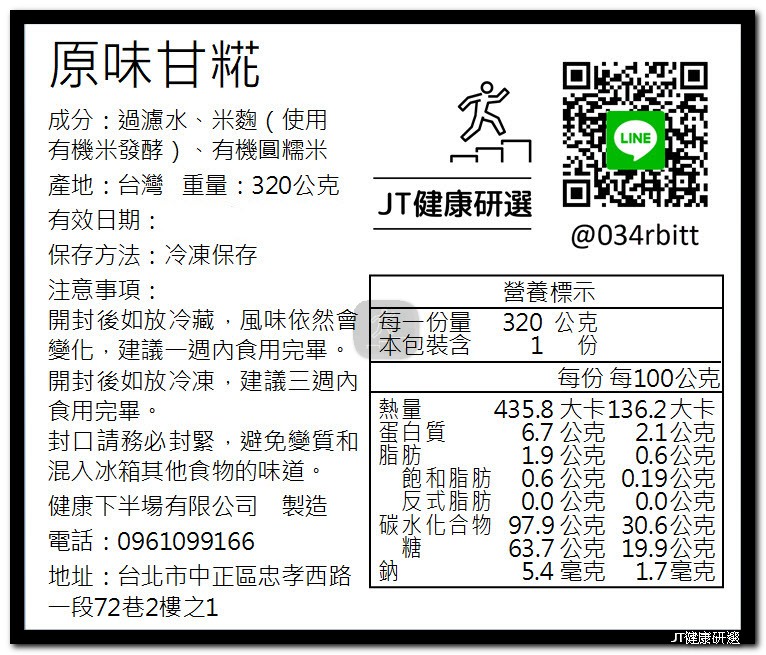 原味甘糀
成分：過濾水、米麴（使用
有機米發酵）、有機圓糯米
產地：台灣 重量：320公克
有效日期：
保存方法：冷凍保存
注意事項：
開封後如放冷藏，風味依然會
變化，建議一週內食用完畢。
開封後如放冷凍，建議三週內
食用完畢。
封口請務必封緊，避免變質和
混入冰箱其他食物的味道。
健康下半場有限公司 製造
電話：0961099166
地址：台北市中正區忠孝西路
一段72巷2樓之1
JT健康研選
LINE
@034rbitt
營養標示
每一份量 320 公克
本包裝含 1 份
每份 每100公克
熱量 435.8 大卡 136.2 大卡
蛋白質 6.7 公克 2.1 公克
脂肪 1.9 公克 0.6 公克
飽和脂肪 0.6 公克 0.19 公克
反式脂肪 0.0 公克 0.0 公克
碳水化合物 97.9 公克 30.6 公克
糖 63.7 公克 19.9 公克
鈉 5.4 毫克 1.7 毫克
JT健康研選